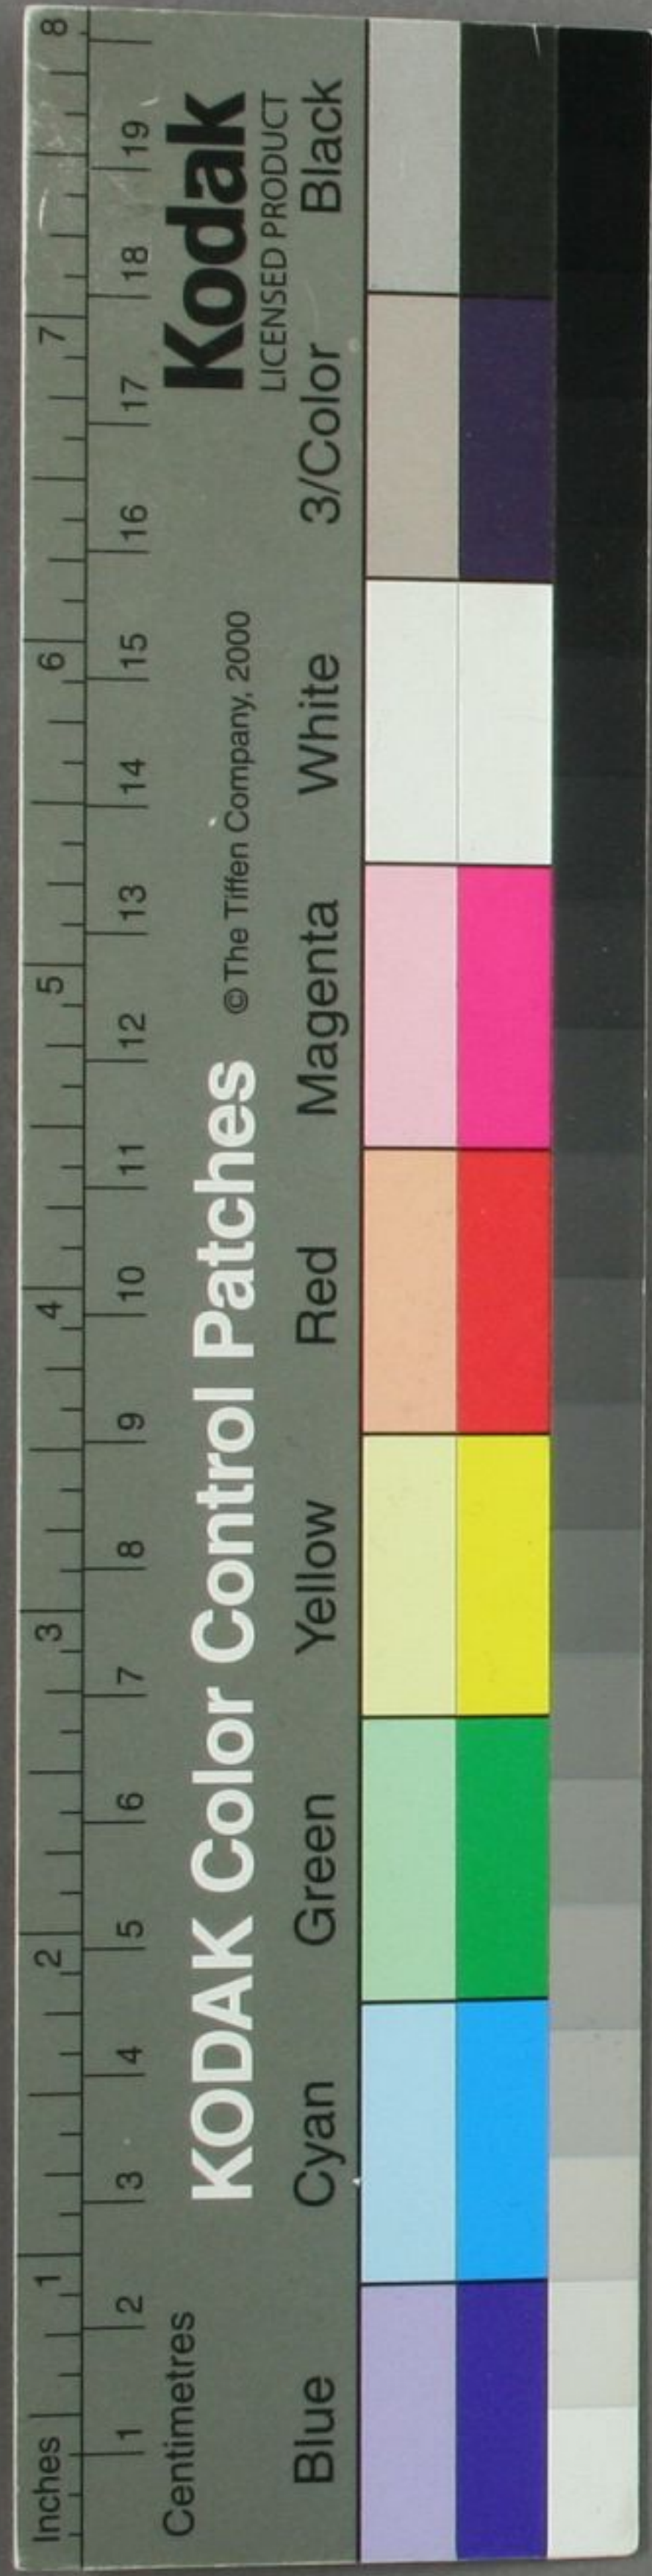 Inches 1 2 3 4 5 6 7 8
1 2 3 4 5 6 7 8 9 10 11 12 13 14 15 16 17 18 19
Centimetres
KODAK Color Control Patches
© The Tiffen Company, 2000
Kodak
LICENSED PRODUCT
Blue Cyan Green Yellow Red Magenta White 3/Color Black